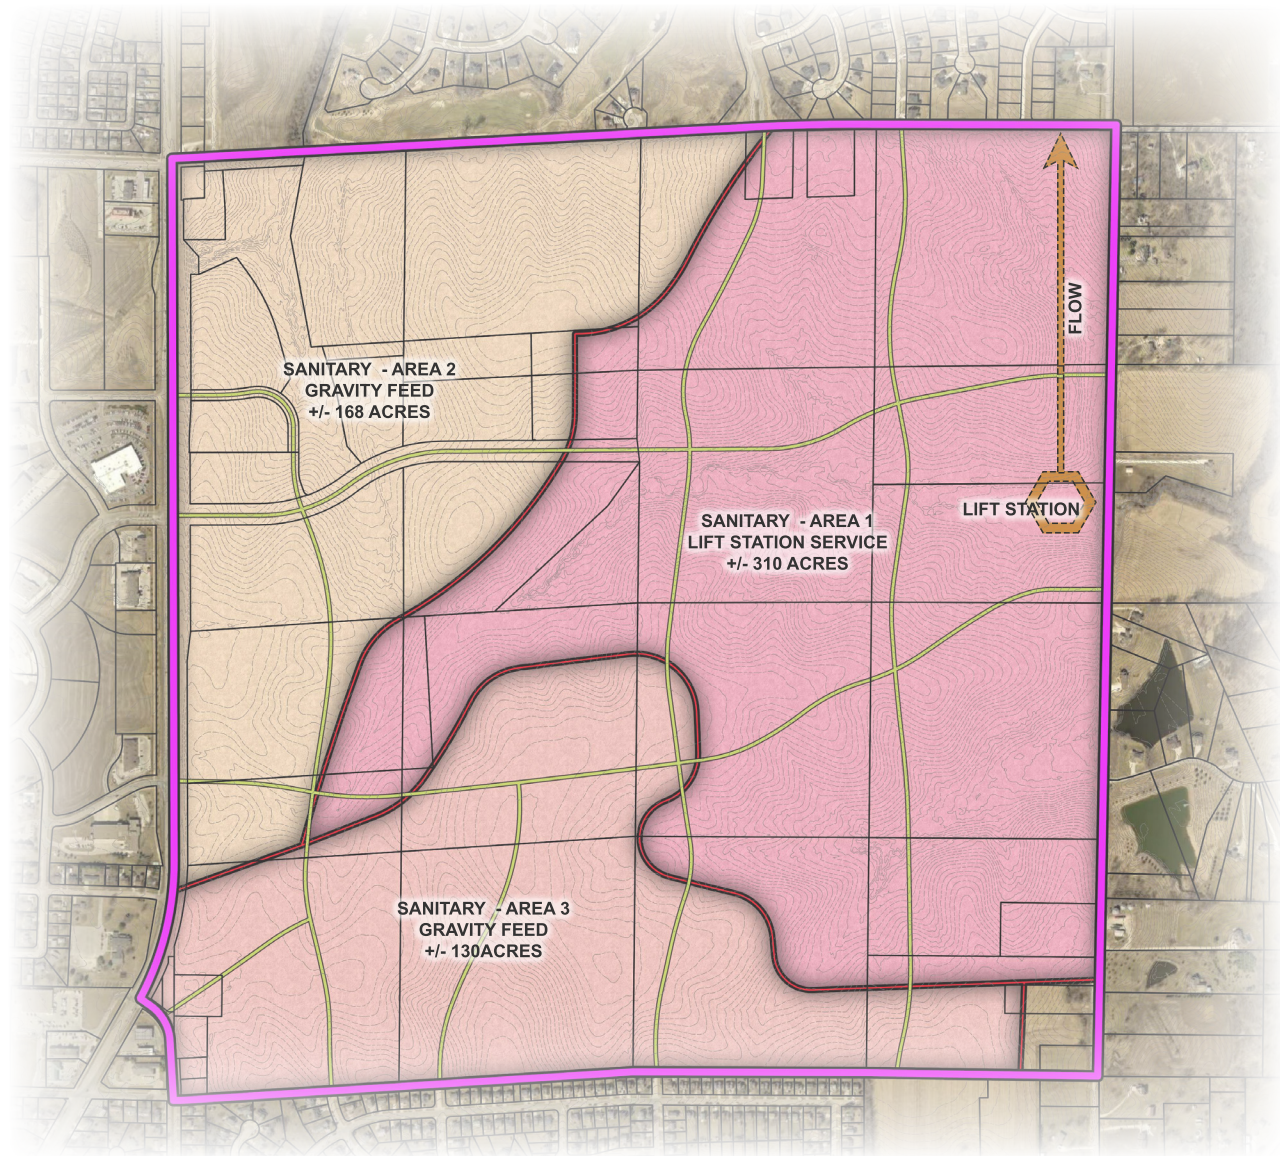 FLOW
SANITARY - AREA 2
GRAVITY FEED
+/- 168 ACRES
LIFT STATION
SANITARY - AREA 1
LIFT STATION SERVICE
+/- 310 ACRES
SANITARY - AREA 3
GRAVITY FEED
+/- 130ACRES